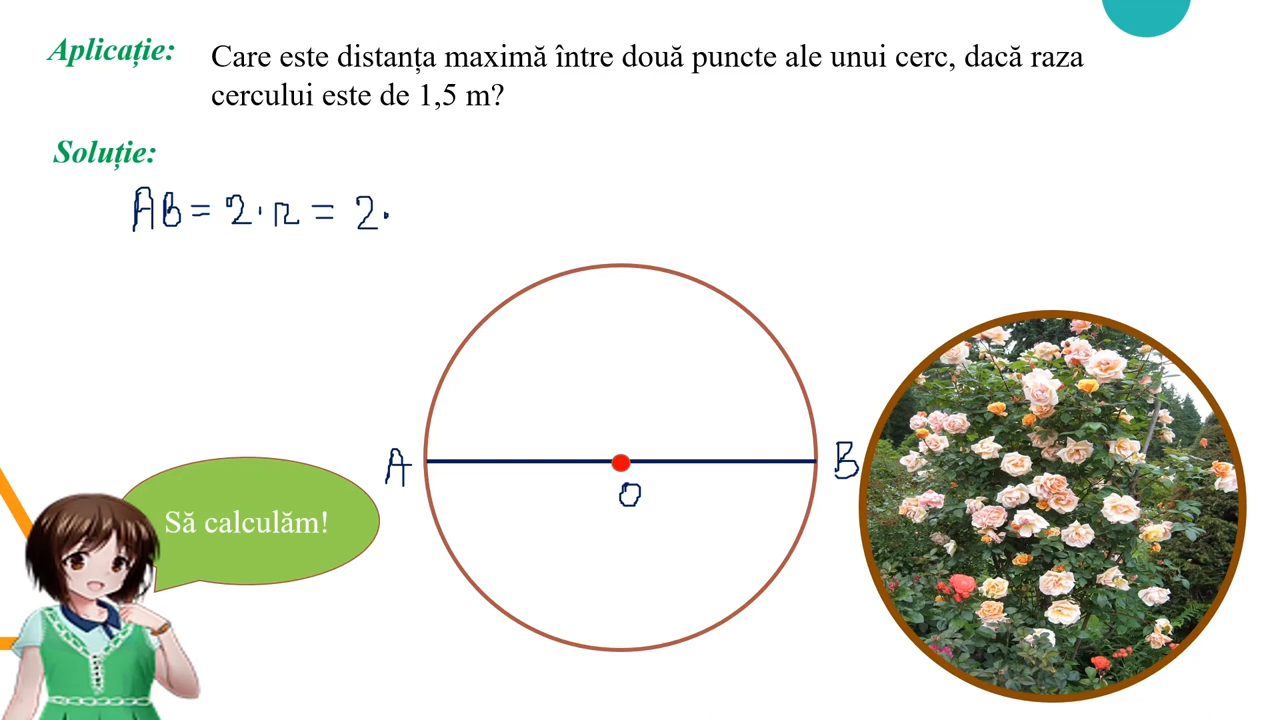 Aplicație:
Care este distanța maximă între două puncte ale unui cerc, dacă raza
cercului este de 1,5 m?
Soluție:
AB = 2 · r = 2 ·
A
B
O
Să calculăm!